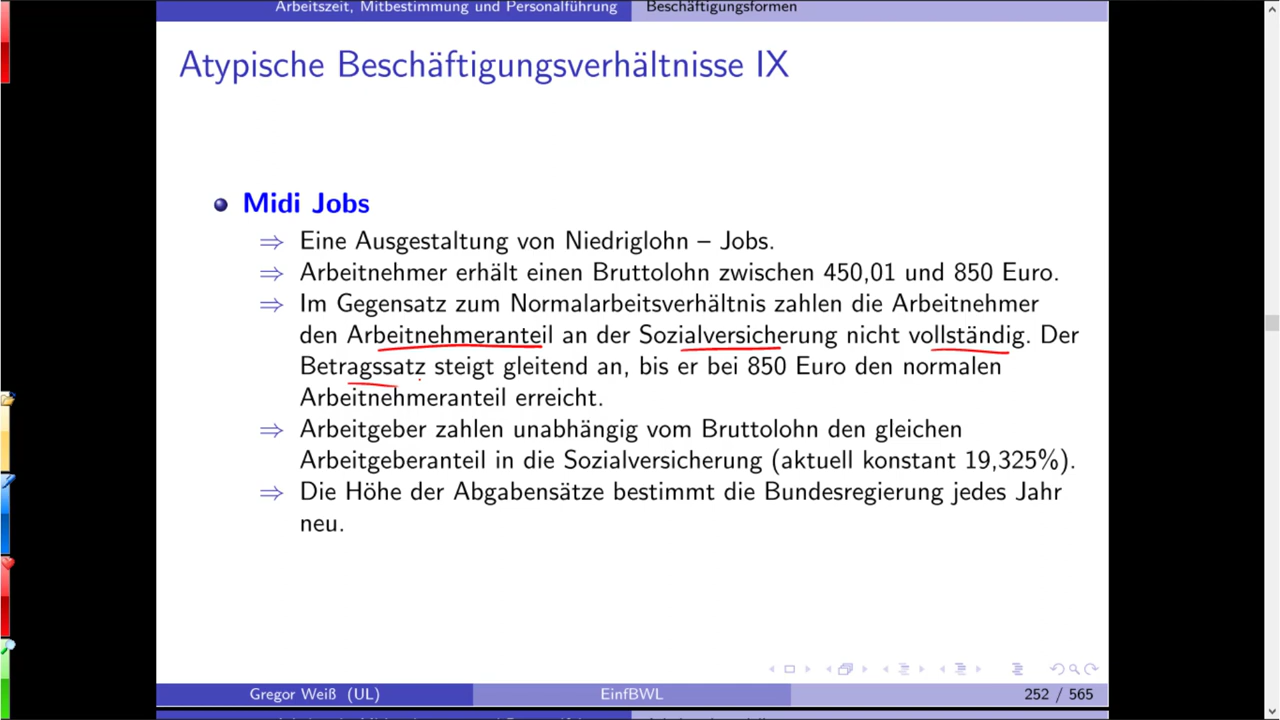 Arbeitszeit, Mitbestimmung und Personalführung Beschäftigungsformen
Atypische Beschäftigungsverhältnisse IX
Midi Jobs
⇒ Eine Ausgestaltung von Niedriglohn – Jobs.
⇒ Arbeitnehmer erhält einen Bruttolohn zwischen 450,01 und 850 Euro.
⇒ Im Gegensatz zum Normalarbeitsverhältnis zahlen die Arbeitnehmer
den Arbeitnehmeranteil an der Sozialversicherung nicht vollständig. Der
Betragssatz steigt gleitend an, bis er bei 850 Euro den normalen
Arbeitnehmeranteil erreicht.
⇒ Arbeitgeber zahlen unabhängig vom Bruttolohn den gleichen
Arbeitgeberanteil in die Sozialversicherung (aktuell konstant 19,325%).
⇒ Die Höhe der Abgabensätze bestimmt die Bundesregierung jedes Jahr
neu.
Gregor Weiß (UL) EinfBWL 252 / 565